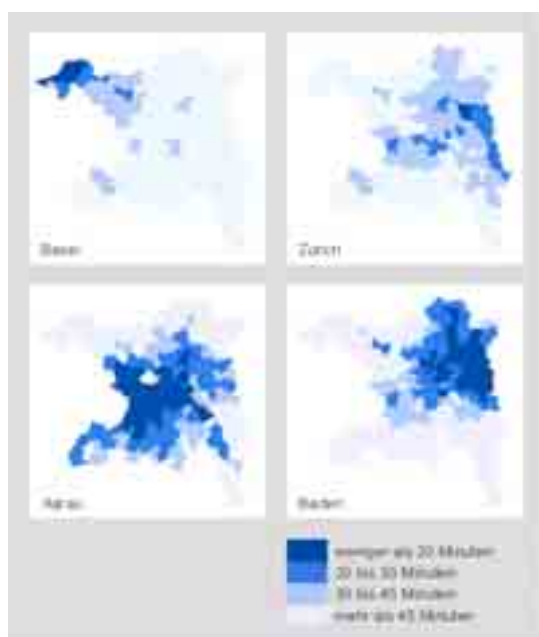 Basel
Zürich
Aarau
Baden
weniger als 20 Minuten
20 bis 30 Minuten
30 bis 45 Minuten
mehr als 45 Minuten